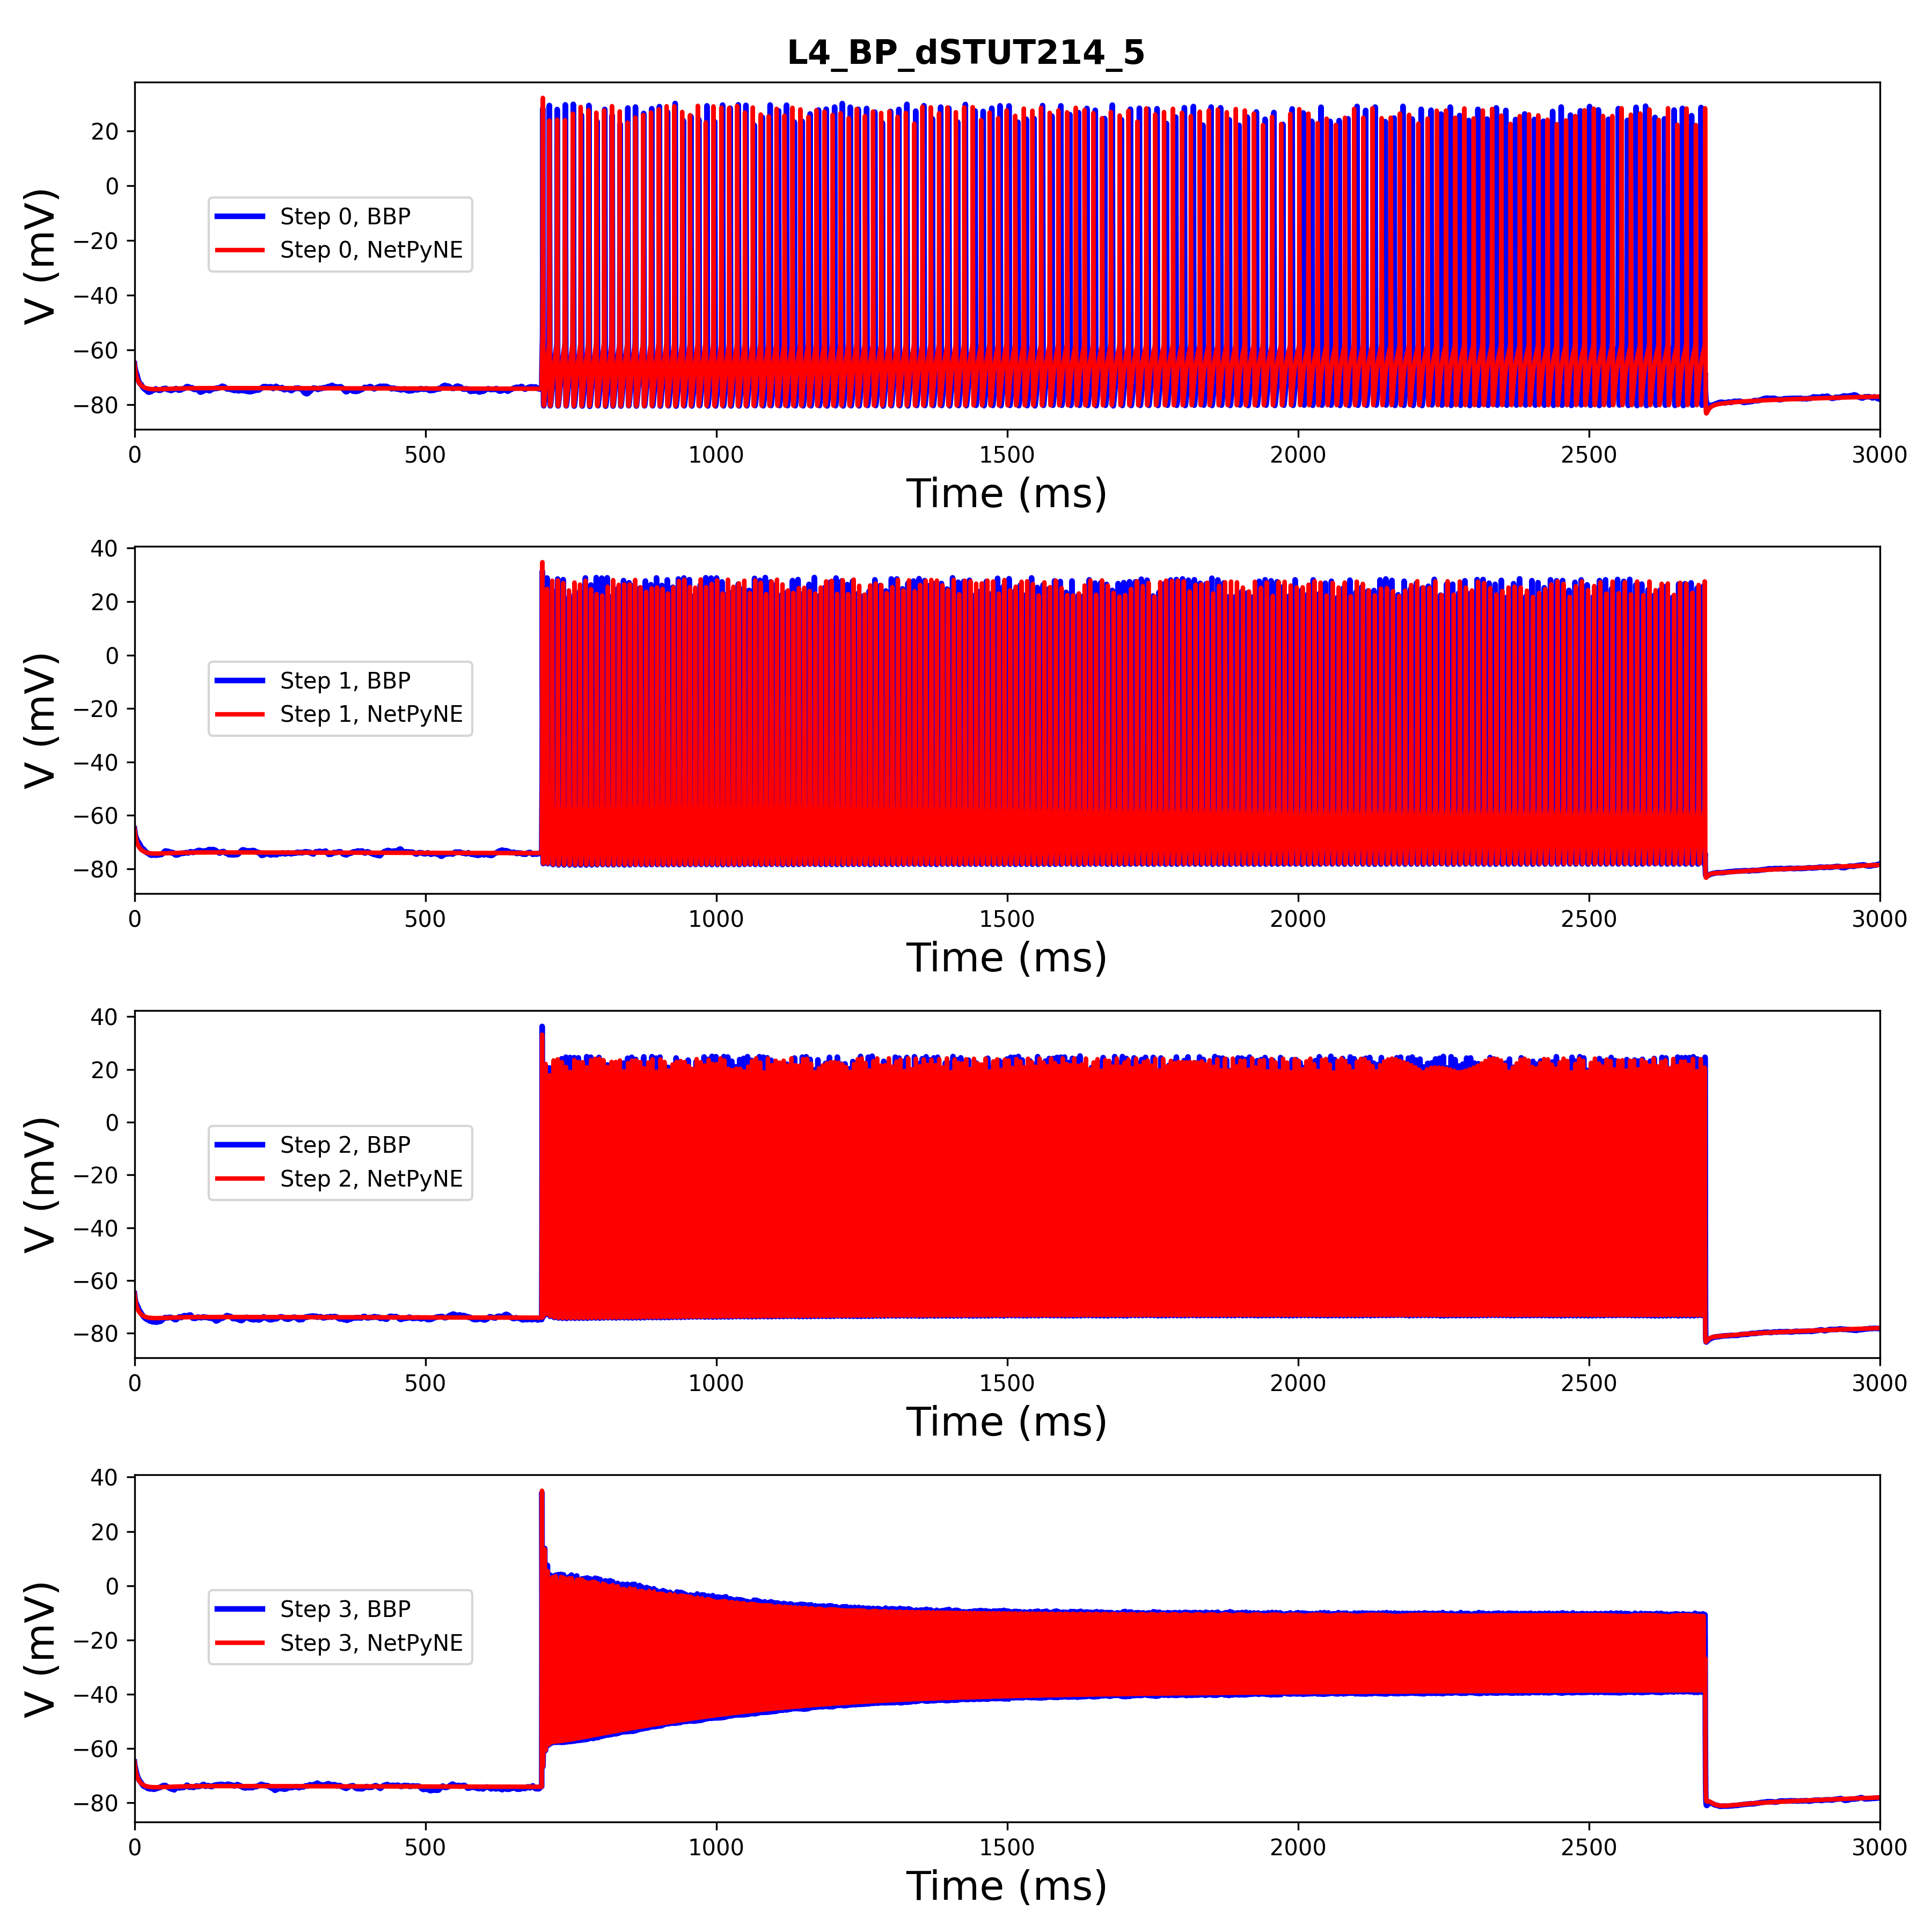 L4_BP_dSTUT214_5
V (mV)
20
0
−20
−40
−60
−80
Step 0, BBP
Step 0, NetPyNE
0 500 1000 1500 2000 2500 3000
Time (ms)
V (mV)
40
20
0
−20
−40
−60
−80
Step 1, BBP
Step 1, NetPyNE
0 500 1000 1500 2000 2500 3000
Time (ms)
V (mV)
40
20
0
−20
−40
−60
−80
Step 2, BBP
Step 2, NetPyNE
0 500 1000 1500 2000 2500 3000
Time (ms)
V (mV)
40
20
0
−20
−40
−60
−80
Step 3, BBP
Step 3, NetPyNE
0 500 1000 1500 2000 2500 3000
Time (ms)